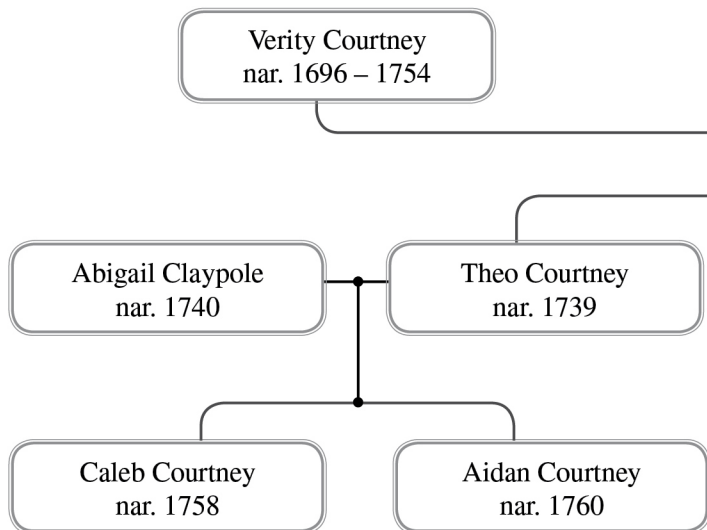 Verity Courtney
nar. 1696 – 1754
Abigail Claypole
nar. 1740
Theo Courtney
nar. 1739
Caleb Courtney
nar. 1758
Aidan Courtney
nar. 1760